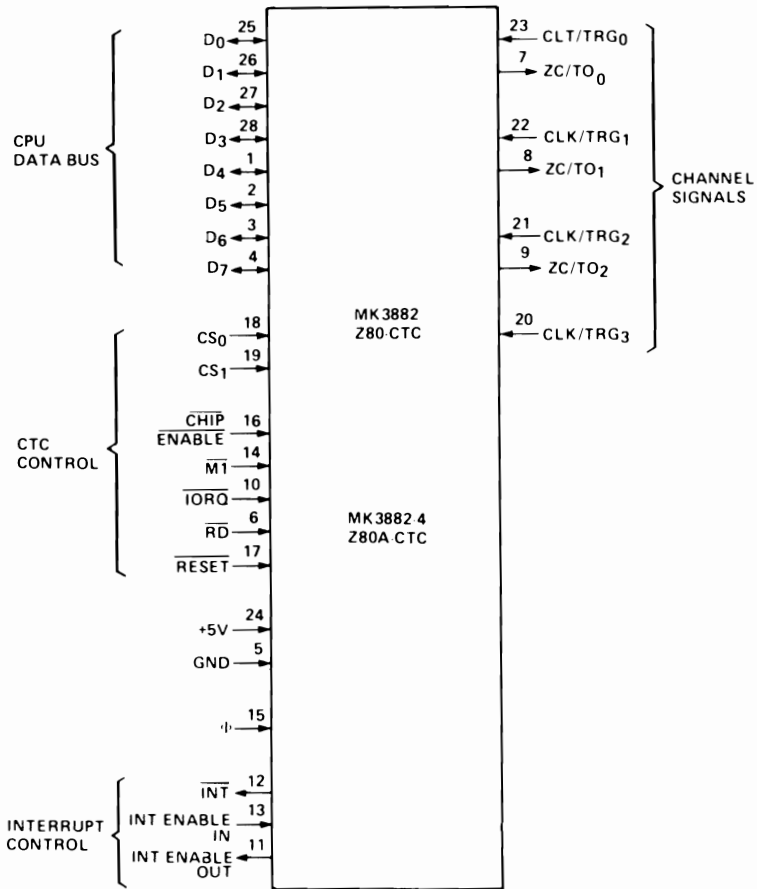 25
D0
26
D1
27
D2
28
D3
1
D4
2
D5
3
D6
4
D7
CPU
DATA BUS
18
CS0
19
CS1
16
CHIP
ENABLE
14
M1
10
IORQ
6
RD
17
RESET
CTC
CONTROL
24
+5V
5
GND
15
Φ
12
INT
13
INT ENABLE
IN
11
INT ENABLE
OUT
INTERRUPT
CONTROL
MK3882
Z80-CTC
MK3882-4
Z80A-CTC
23
CLT/TRG0
7
ZC/TO0
22
CLK/TRG1
8
ZC/TO1
21
CLK/TRG2
9
ZC/TO2
20
CLK/TRG3
CHANNEL
SIGNALS